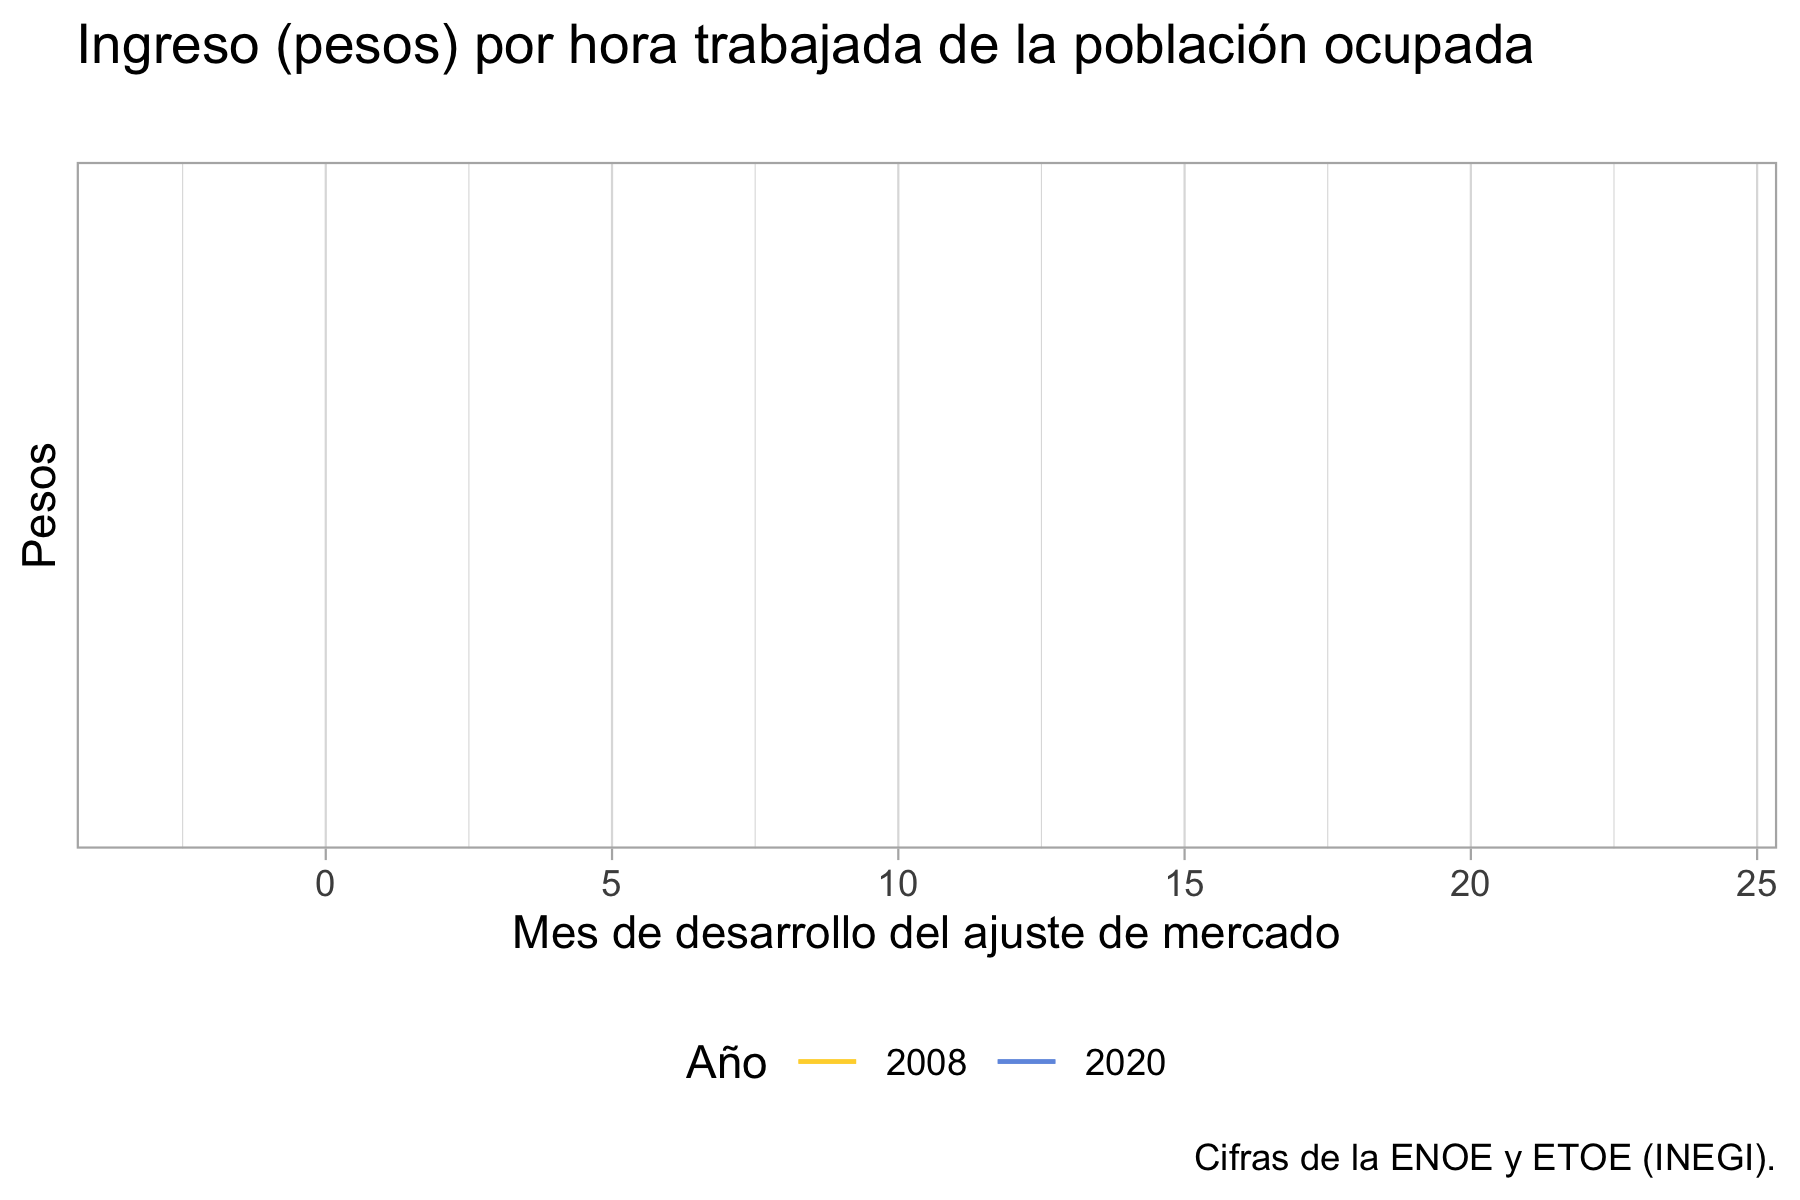 Ingreso (pesos) por hora trabajada de la población ocupada
Pesos
0 5 10 15 20 25
Mes de desarrollo del ajuste de mercado
Año 2008 2020
Cifras de la ENOE y ETOE (INEGI).